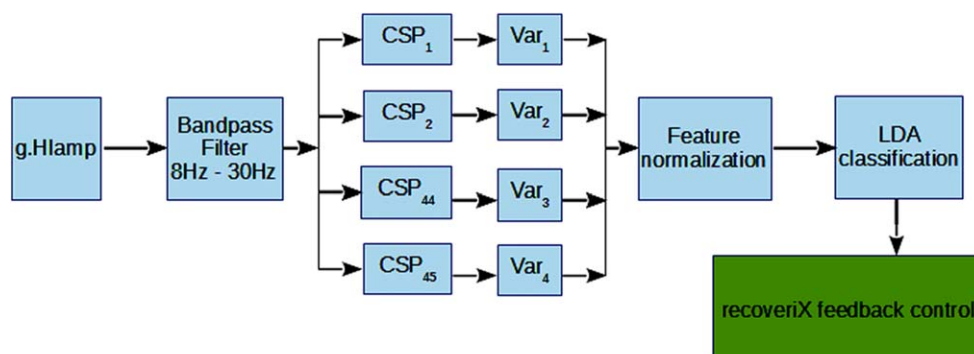 g.HIamp
Bandpass
Filter
8Hz - 30Hz
CSP1
Var1
CSP2
Var2
CSP44
Var3
CSP45
Var4
Feature
normalization
LDA
classification
recoveriX feedback control